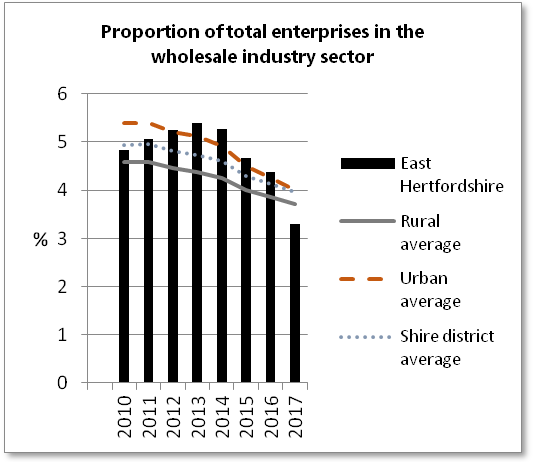 Proportion of total enterprises in the
wholesale industry sector
6
5
4
3
2
1
0
%
2010
2011
2012
2013
2014
2015
2016
2017
East
Hertfordshire
Rural
average
Urban
average
Shire district
average